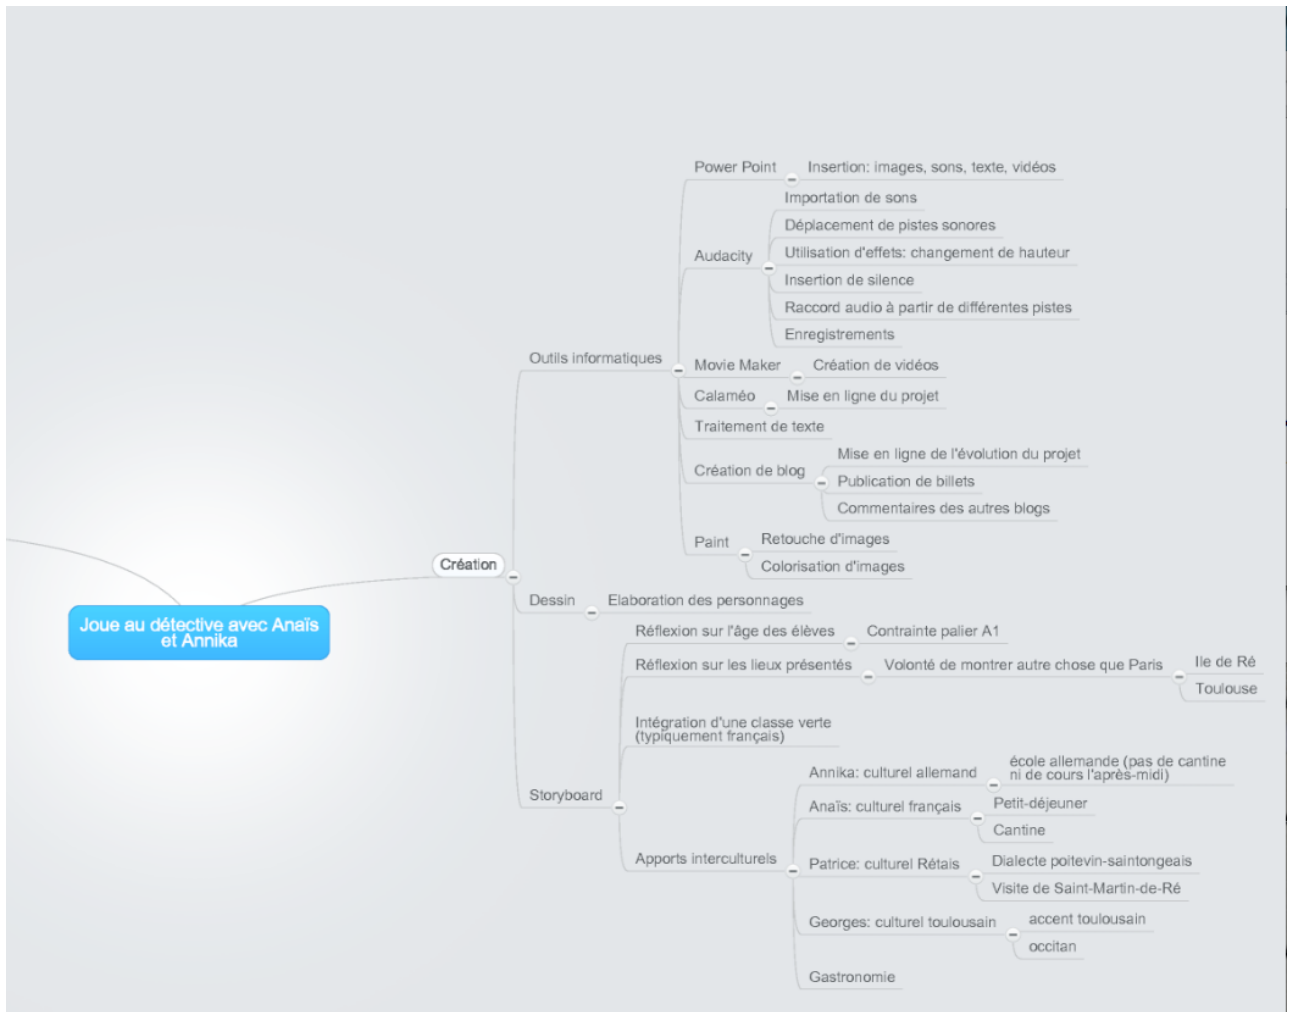 Power Point
Insertion: images, sons, texte, vidéos
Importation de sons
Déplacement de pistes sonores
Audacity
Utilisation d'effets: changement de hauteur
Insertion de silence
Raccord audio à partir de différentes pistes
Enregistrements
Outils informatiques
Movie Maker
Création de vidéos
Calaméo
Mise en ligne du projet
Traitement de texte
Création de blog
Mise en ligne de l'évolution du projet
Publication de billets
Commentaires des autres blogs
Paint
Retouche d'images
Colorisation d'images
Création
Joue au détective avec Anaïs
et Annika
Dessin
Elaboration des personnages
Réflexion sur l'âge des élèves
Contrainte palier A1
Réflexion sur les lieux présentés
Volonté de montrer autre chose que Paris
Ile de Ré
Toulouse
Intégration d'une classe verte
(typiquement français)
Storyboard
Annika: culturel allemand
école allemande (pas de cantine
ni de cours l'après-midi)
Anaïs: culturel français
Petit-déjeuner
Cantine
Apports interculturels
Patrice: culturel Rétais
Dialecte poitevin-saintongeais
Visite de Saint-Martin-de-Ré
Georges: culturel toulousain
accent toulousain
occitan
Gastronomie